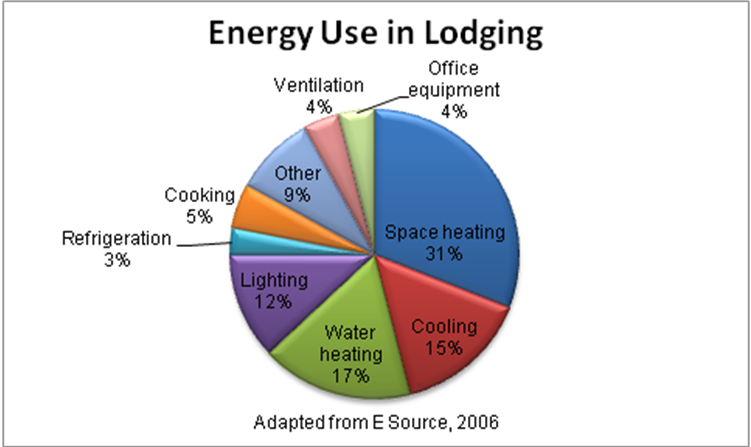 Energy Use in Lodging
Office
equipment
4%
Ventilation
4%
Other
9%
Cooking
5%
Refrigeration
3%
Space heating
31%
Lighting
12%
Cooling
15%
Water
heating
17%
Adapted from E Source, 2006